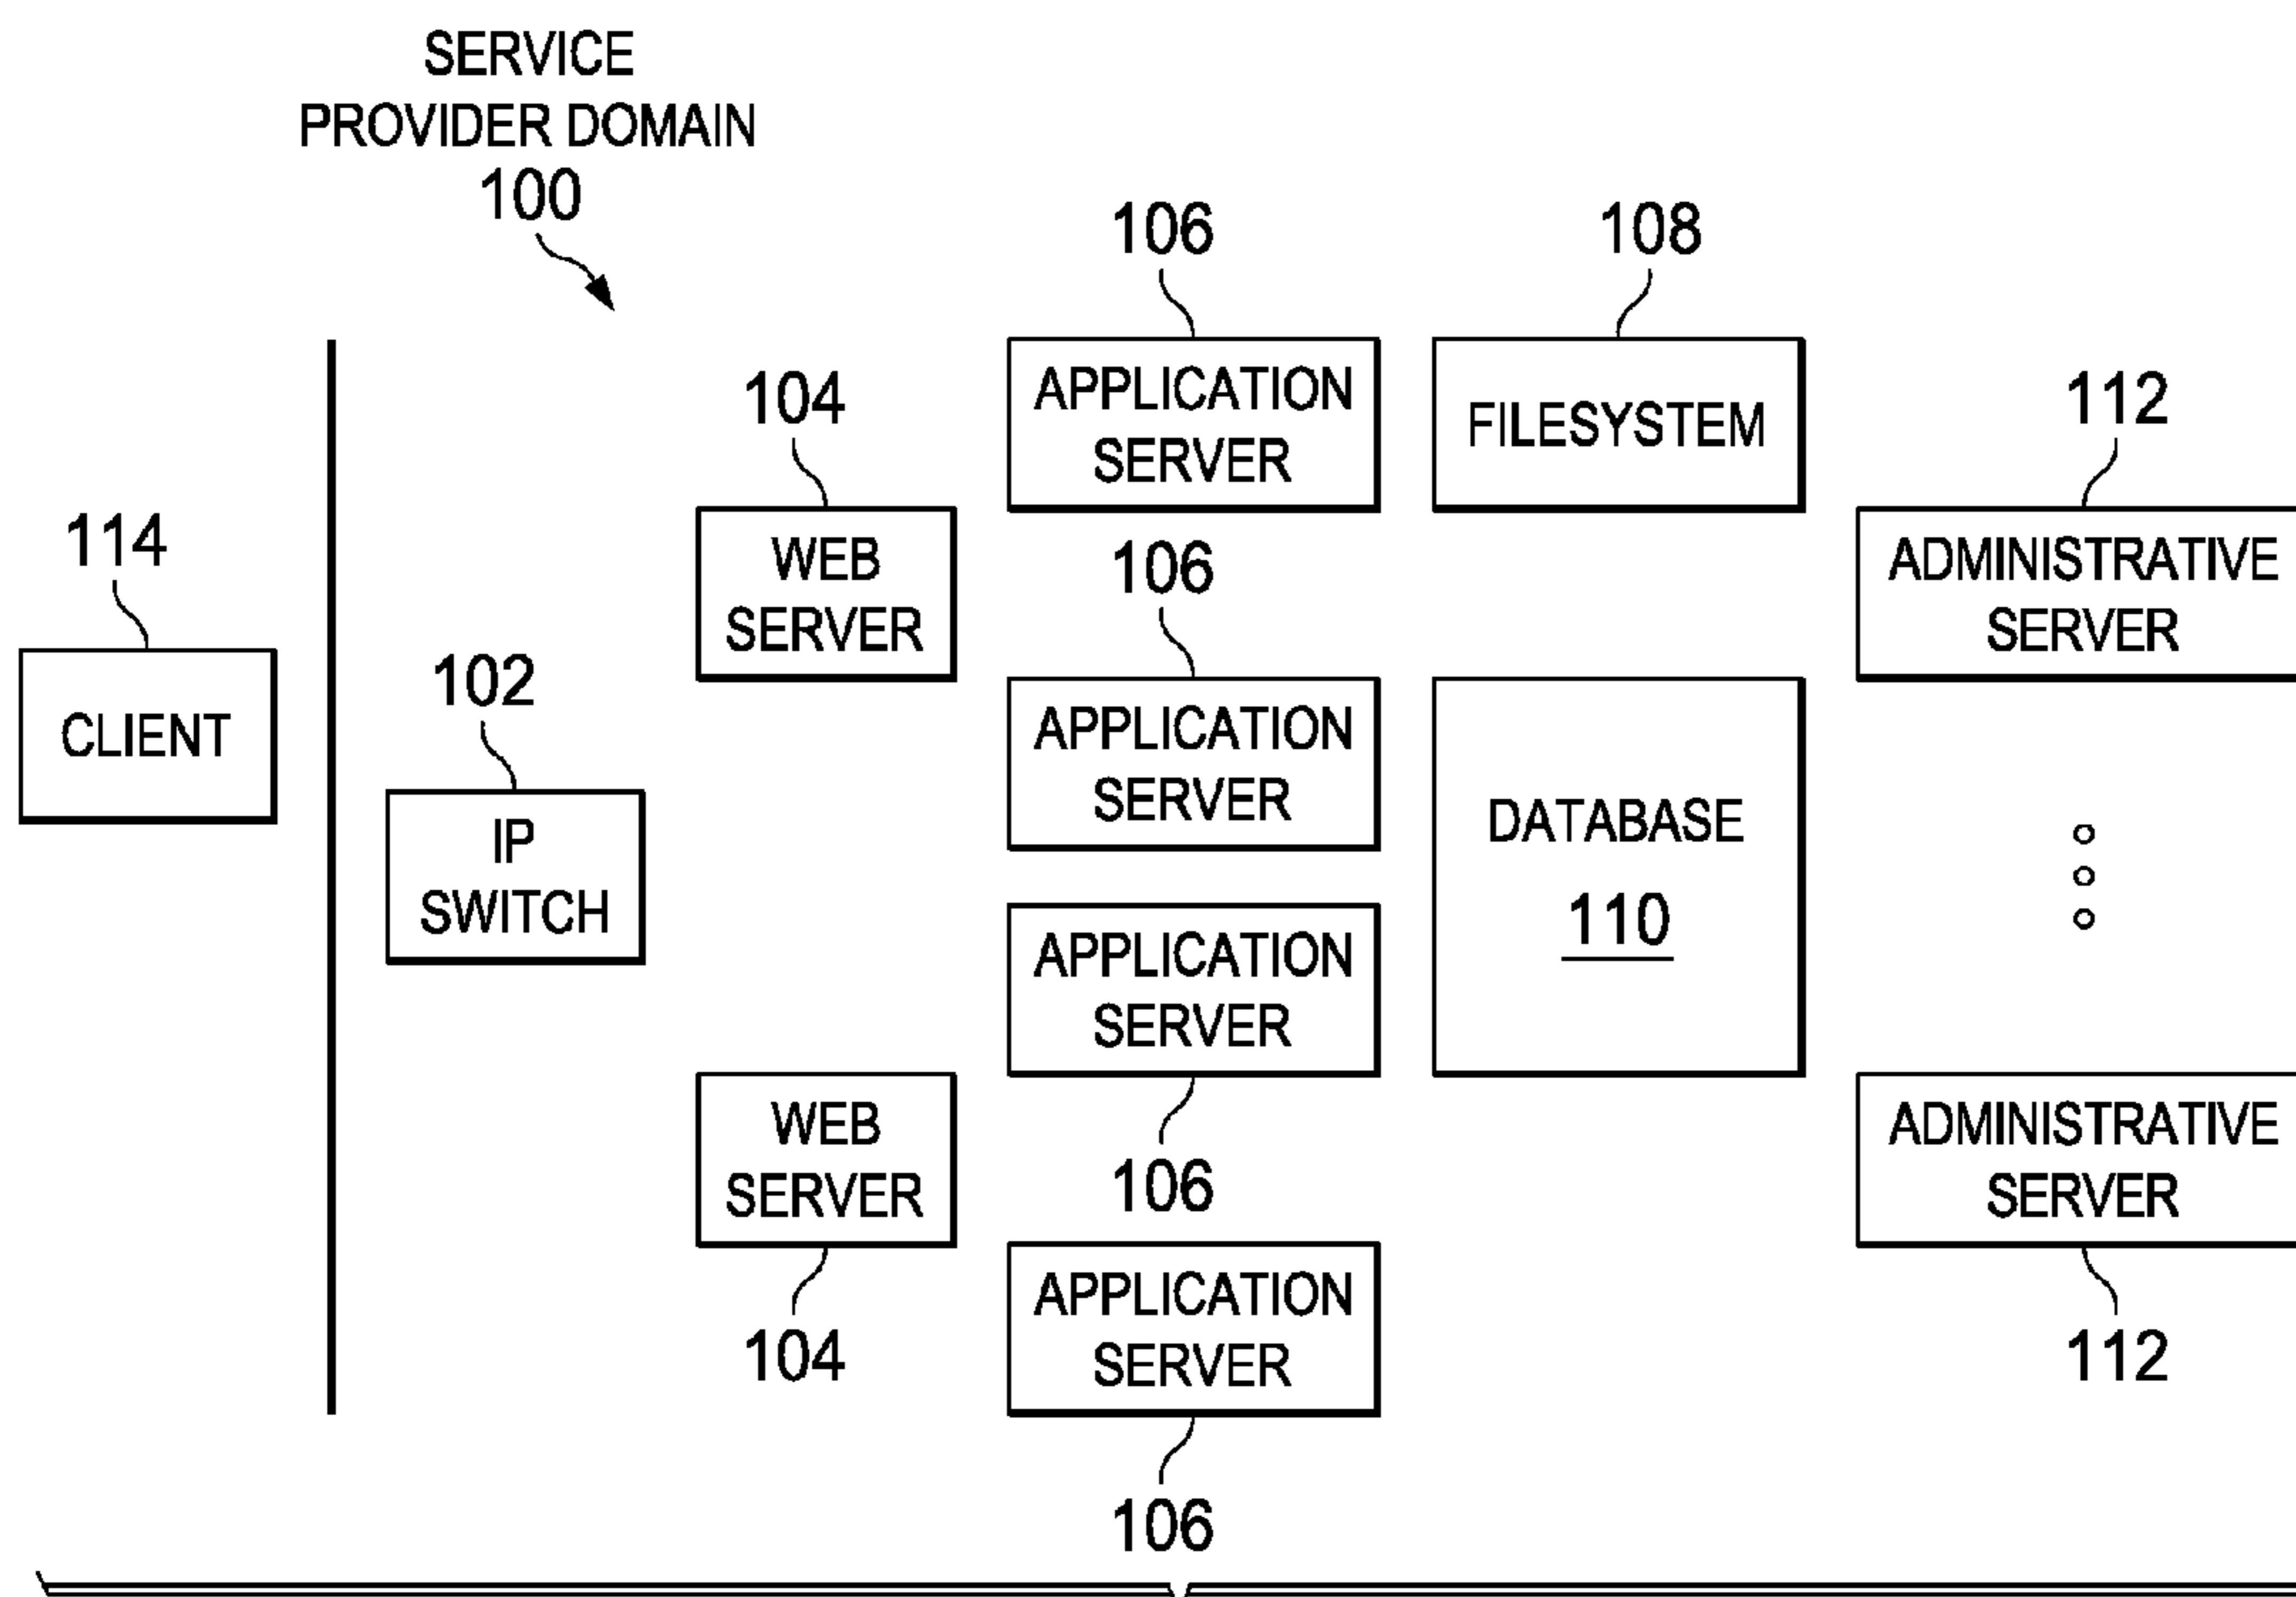 SERVICE
PROVIDER DOMAIN
100
106
108
104
112
114
102
APPLICATION
SERVER
FILESYSTEM
WEB
SERVER
106
ADMINISTRATIVE
SERVER
CLIENT
IP
SWITCH
APPLICATION
SERVER
DATABASE
110
APPLICATION
SERVER
106
WEB
SERVER
104
ADMINISTRATIVE
SERVER
112
APPLICATION
SERVER
106